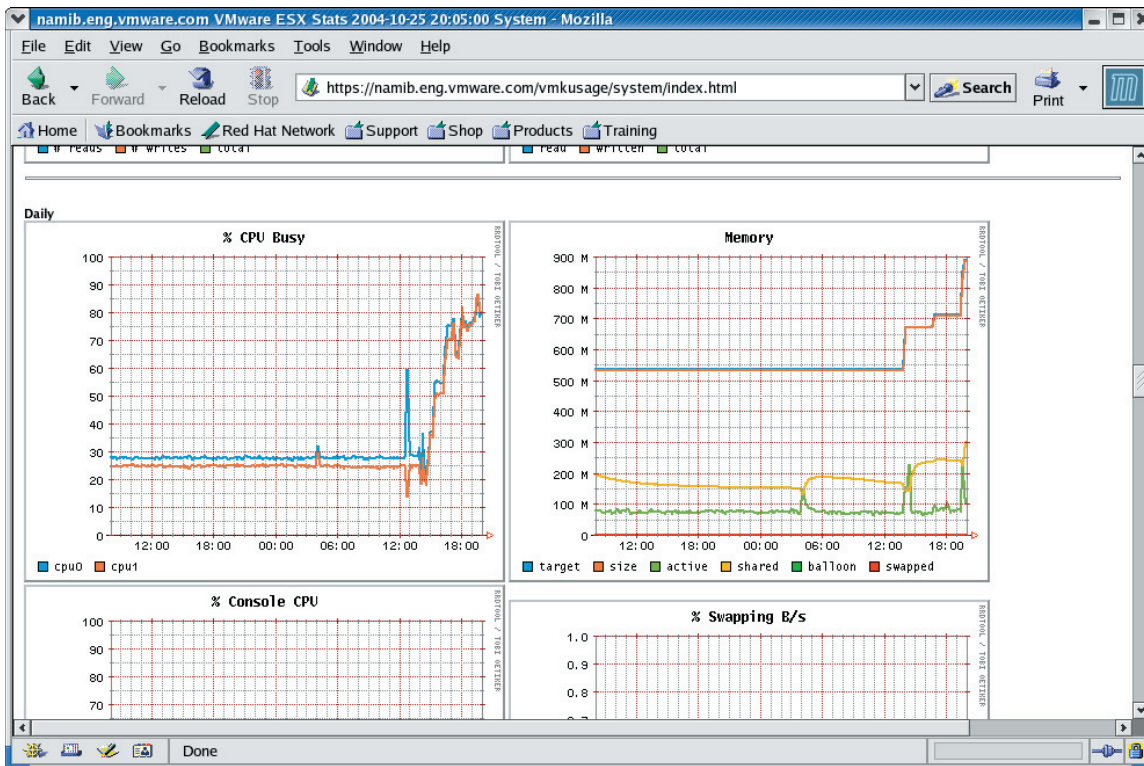 namib.eng.vmware.com VMware ESX Stats 2004-10-25 20:05:00 System - Mozilla
File Edit View Go Bookmarks Tools Window Help
Back Forward Reload Stop https://namib.eng.vmware.com/vmkusage/system/index.html Search Print
Home Bookmarks Red Hat Network Support Shop Products Training
# reads # writes total read written total
Daily
% CPU Busy
100
90
80
70
60
50
40
30
20
10
0
12:00 18:00 00:00 06:00 12:00 18:00
cpu0 cpu1
RRDTOOL / TOBI OETIKER
Memory
900 M
800 M
700 M
600 M
500 M
400 M
300 M
200 M
100 M
0
12:00 18:00 00:00 06:00 12:00 18:00
target size active shared balloon swapped
RRDTOOL / TOBI OETIKER
% Console CPU
100
90
80
70
RRDTOOL / TOBI OETIKER
% Swapping B/s
1.0
0.9
0.8
0.7
RRDTOOL / TOBI OETIKER
Done